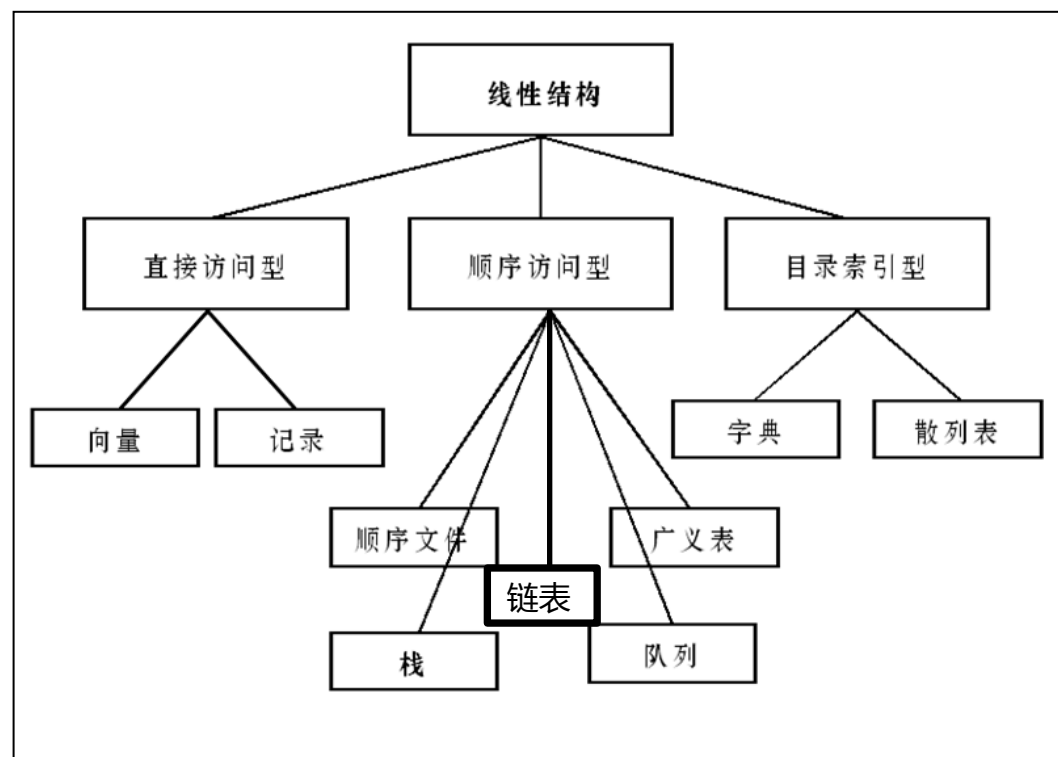 线性结构
直接访问型
顺序访问型
目录索引型
向量
记录
字典
散列表
顺序文件
广义表
链表
栈
队列